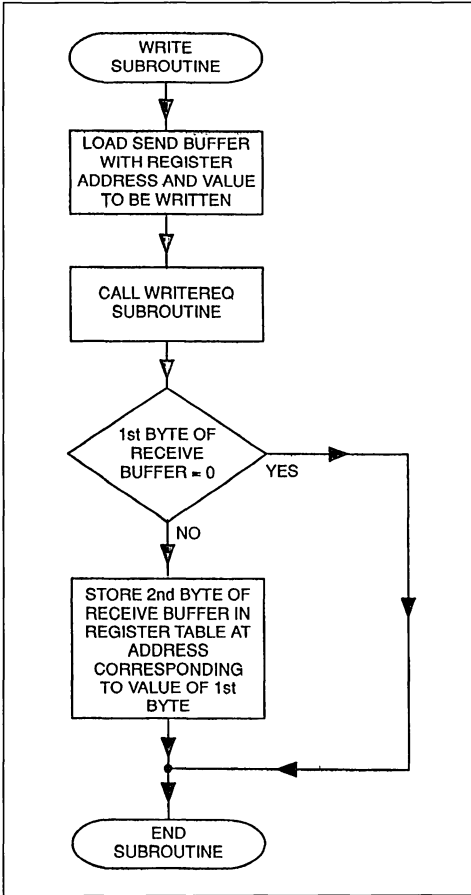 WRITE
SUBROUTINE
LOAD SEND BUFFER
WITH REGISTER
ADDRESS AND VALUE
TO BE WRITTEN
CALL WRITEREQ
SUBROUTINE
1st BYTE OF
RECEIVE
BUFFER = 0
YES
NO
STORE 2nd BYTE OF
RECEIVE BUFFER IN
REGISTER TABLE AT
ADDRESS
CORRESPONDING
TO VALUE OF 1st
BYTE
END
SUBROUTINE